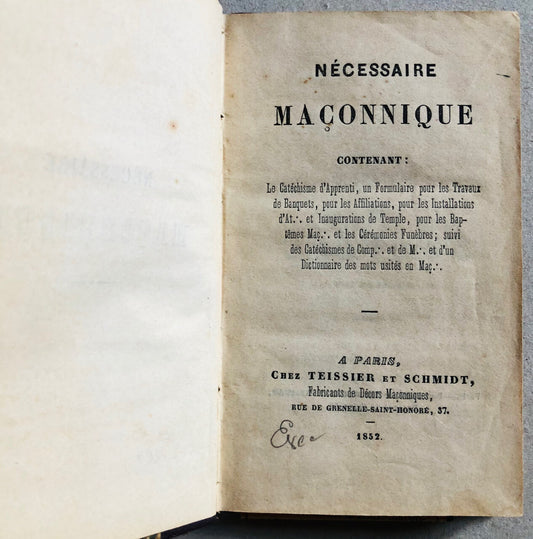 NÉCESSAIRE
MAÇONNIQUE
CONTENANT :
Le Catéchisme d'Apprenti, un Formulaire pour les Travaux
de Banquets, pour les Affiliations, pour les Installations
d'At.·. et Inaugurations de Temple, pour les Bap-
têmes Maç.·. et les Cérémonies Funèbres ; suivi
des Catéchismes de Comp.·. et de M.·. et d'un
Dictionnaire des mots usités en Maç.·.
A PARIS,
CHEZ TEISSIER ET SCHMIDT,
Fabricants de Décors Maçonniques,
RUE DE GRENELLE-SAINT-HONORÉ, 37.
1852.